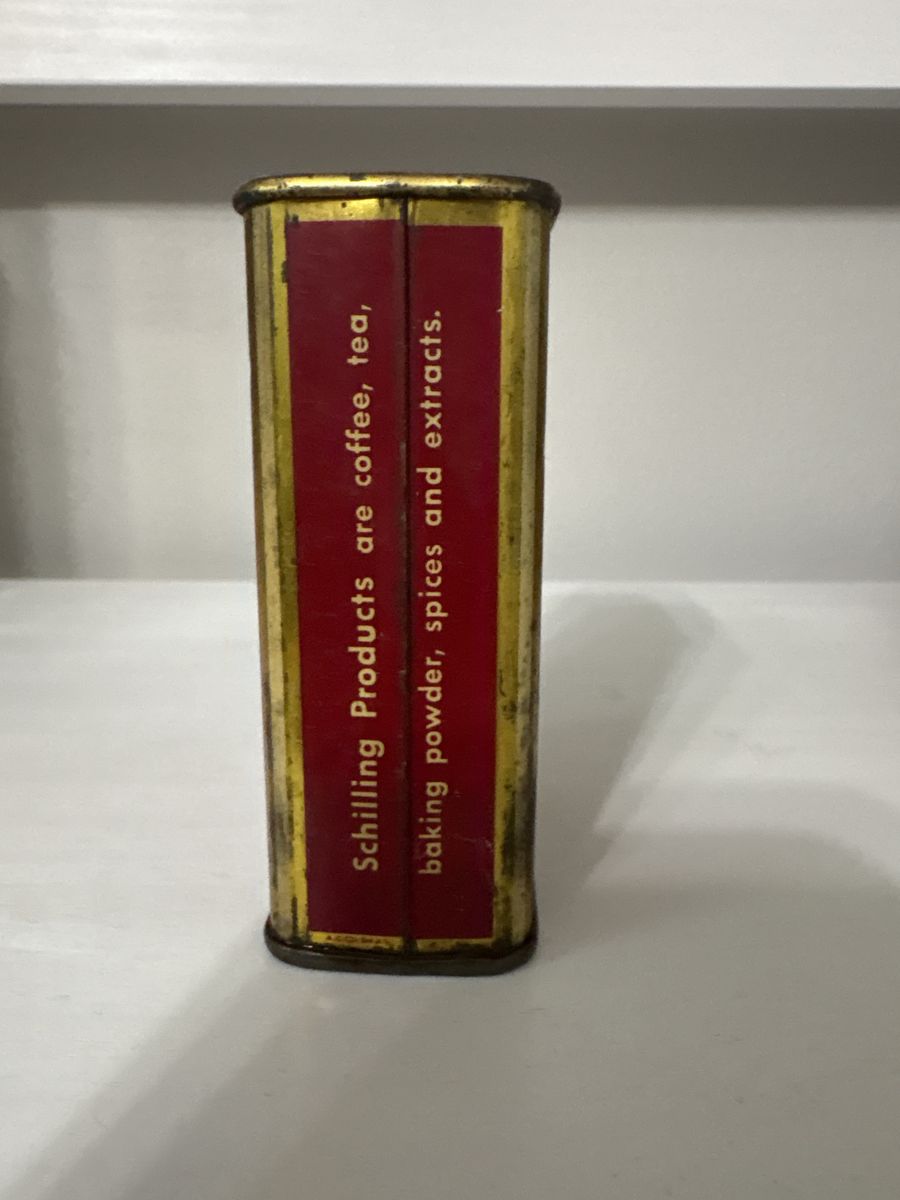 Schilling Products are coffee, tea,
baking powder, spices and extracts.